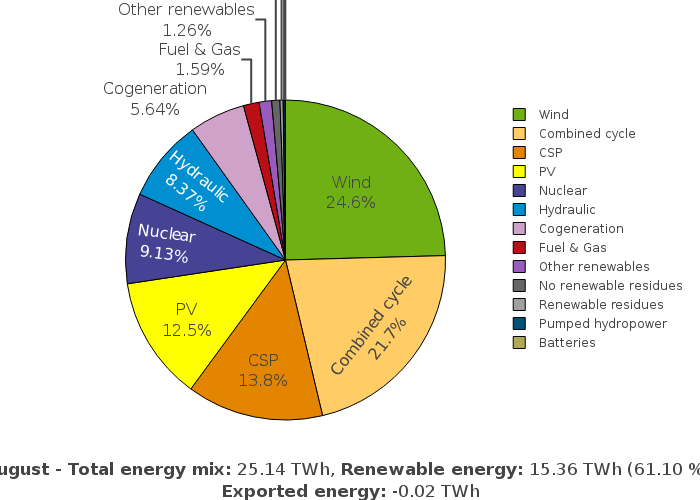 Other renewables
1.26%
Fuel & Gas
1.59%
Cogeneration
5.64%
Hydraulic
8.37%
Wind
24.6%
Nuclear
9.13%
PV
12.5%
CSP
13.8%
Combined cycle
21.7%
Wind
Combined cycle
CSP
PV
Nuclear
Hydraulic
Cogeneration
Fuel & Gas
Other renewables
No renewable residues
Renewable residues
Pumped hydropower
Batteries
ugust - Total energy mix: 25.14 TWh, Renewable energy: 15.36 TWh (61.10 %
Exported energy: -0.02 TWh